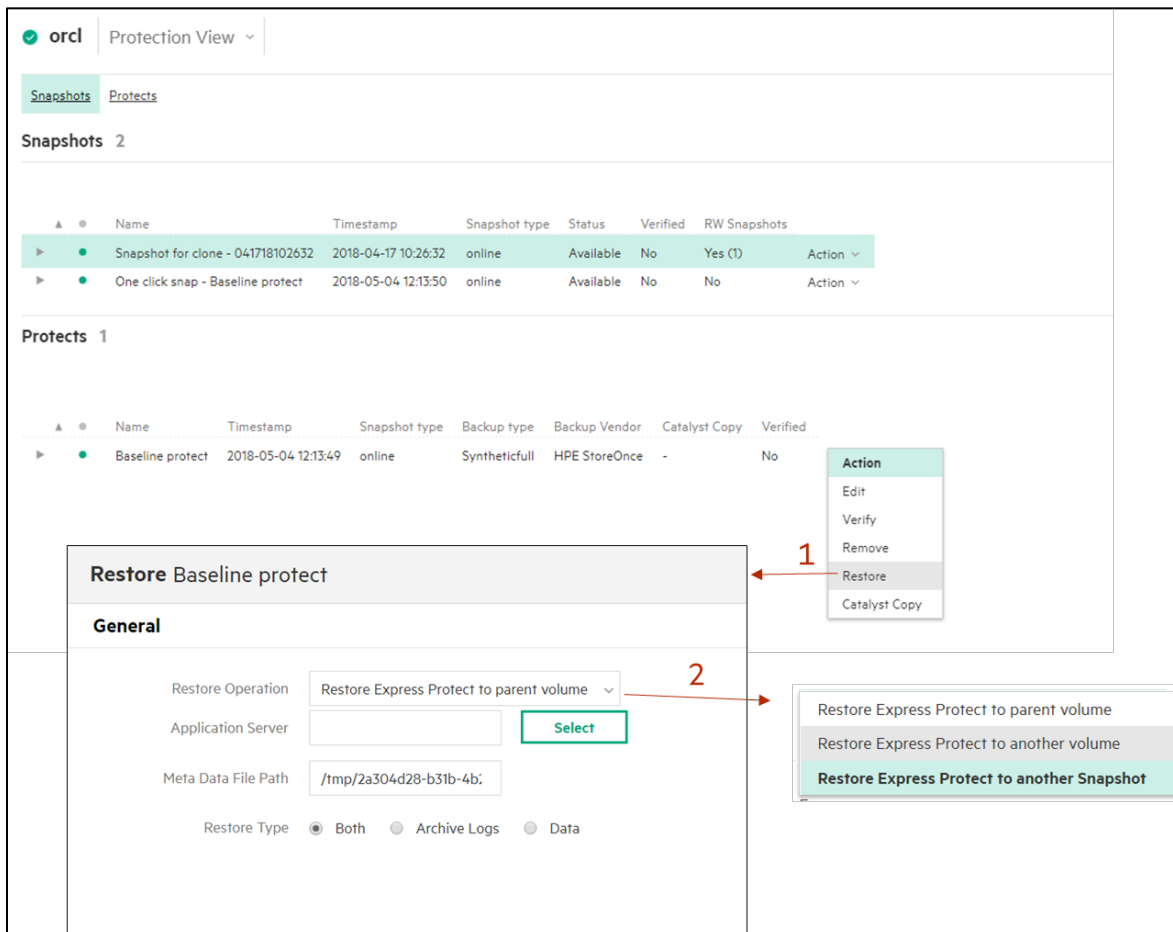 orcl Protection View
Snapshots Protects
Snapshots 2
Name Timestamp Snapshot type Status Verified RW Snapshots
Snapshot for clone - 041718102632 2018-04-17 10:26:32 online Available No Yes (1) Action
One click snap - Baseline protect 2018-05-04 12:13:50 online Available No No Action
Protects 1
Name Timestamp Snapshot type Backup type Backup Vendor Catalyst Copy Verified
Baseline protect 2018-05-04 12:13:49 online Syntheticfull HPE StoreOnce - No
Action
Edit
Verify
Remove
Restore
Catalyst Copy
1
Restore Baseline protect
General
Restore Operation Restore Express Protect to parent volume
Application Server Select
Meta Data File Path /tmp/2a304d28-b31b-4b2
Restore Type Both Archive Logs Data
2
Restore Express Protect to parent volume
Restore Express Protect to another volume
Restore Express Protect to another Snapshot